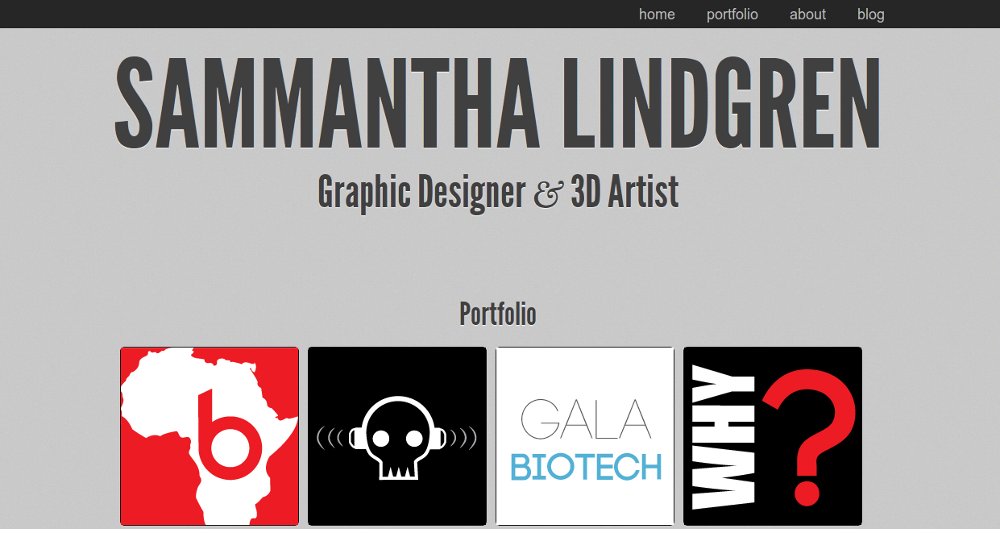 home portfolio about blog
SAMMANTHA LINDGREN
Graphic Designer & 3D Artist
Portfolio
b
GALA
BIOTECH
WHY ?